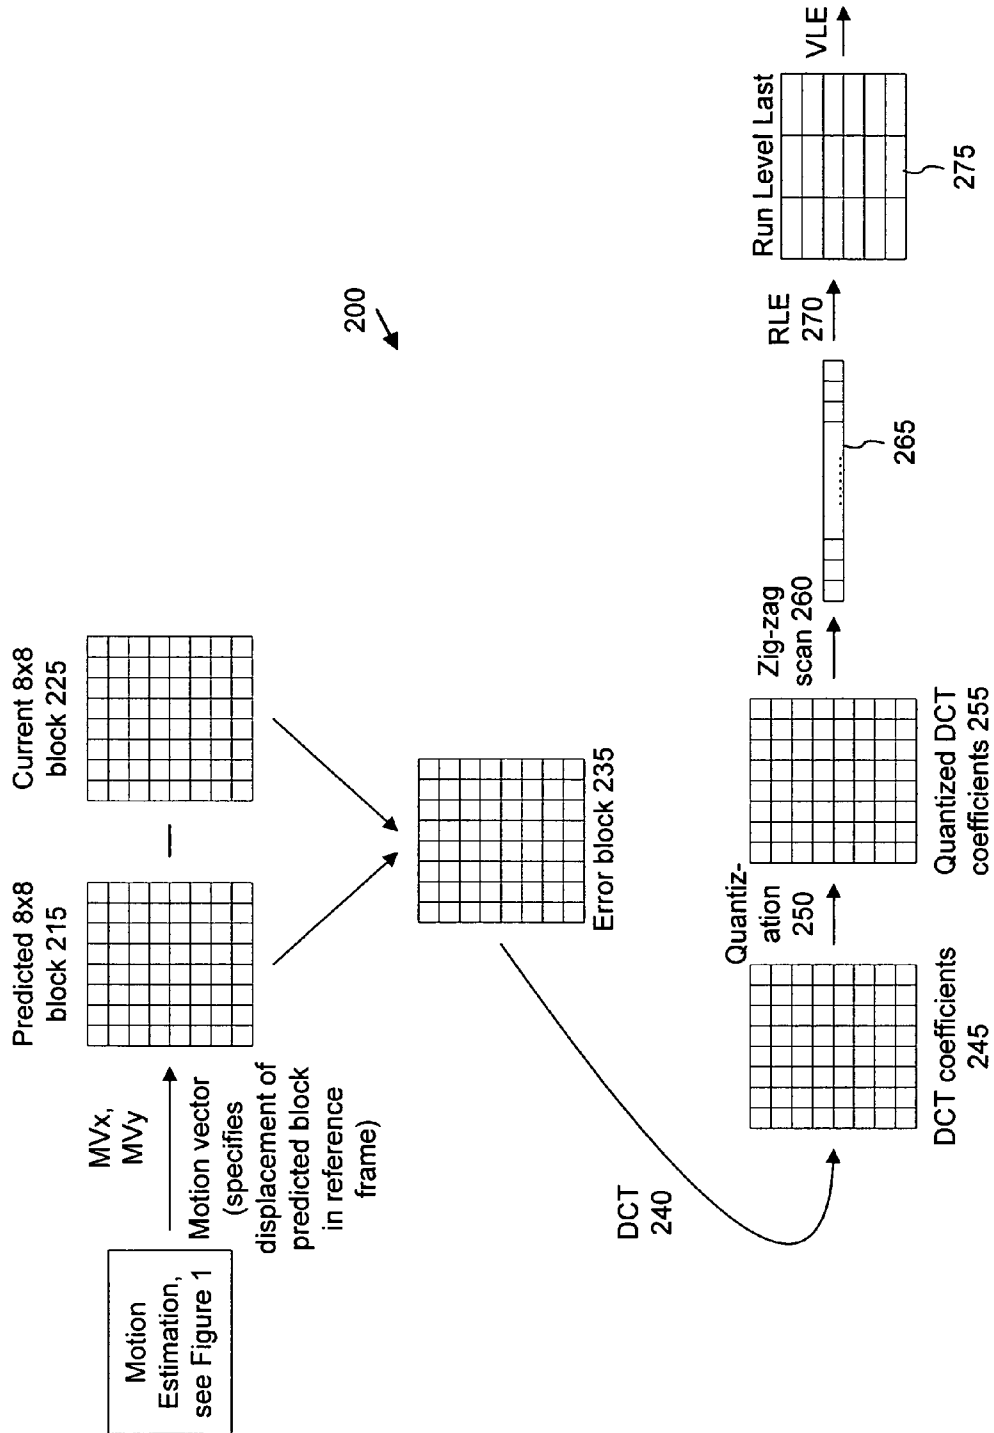 Motion
Estimation,
see Figure 1
MVx,
MVy
Motion vector
(specifies
displacement of
predicted block
in reference
frame)
Predicted 8x8
block 215
Current 8x8
block 225
200
Error block 235
DCT
240
DCT coefficients
245
Quantiz-
ation
250
Quantized DCT
coefficients 255
Zig-zag
scan 260
265
RLE
270
Run Level Last
275
VLE